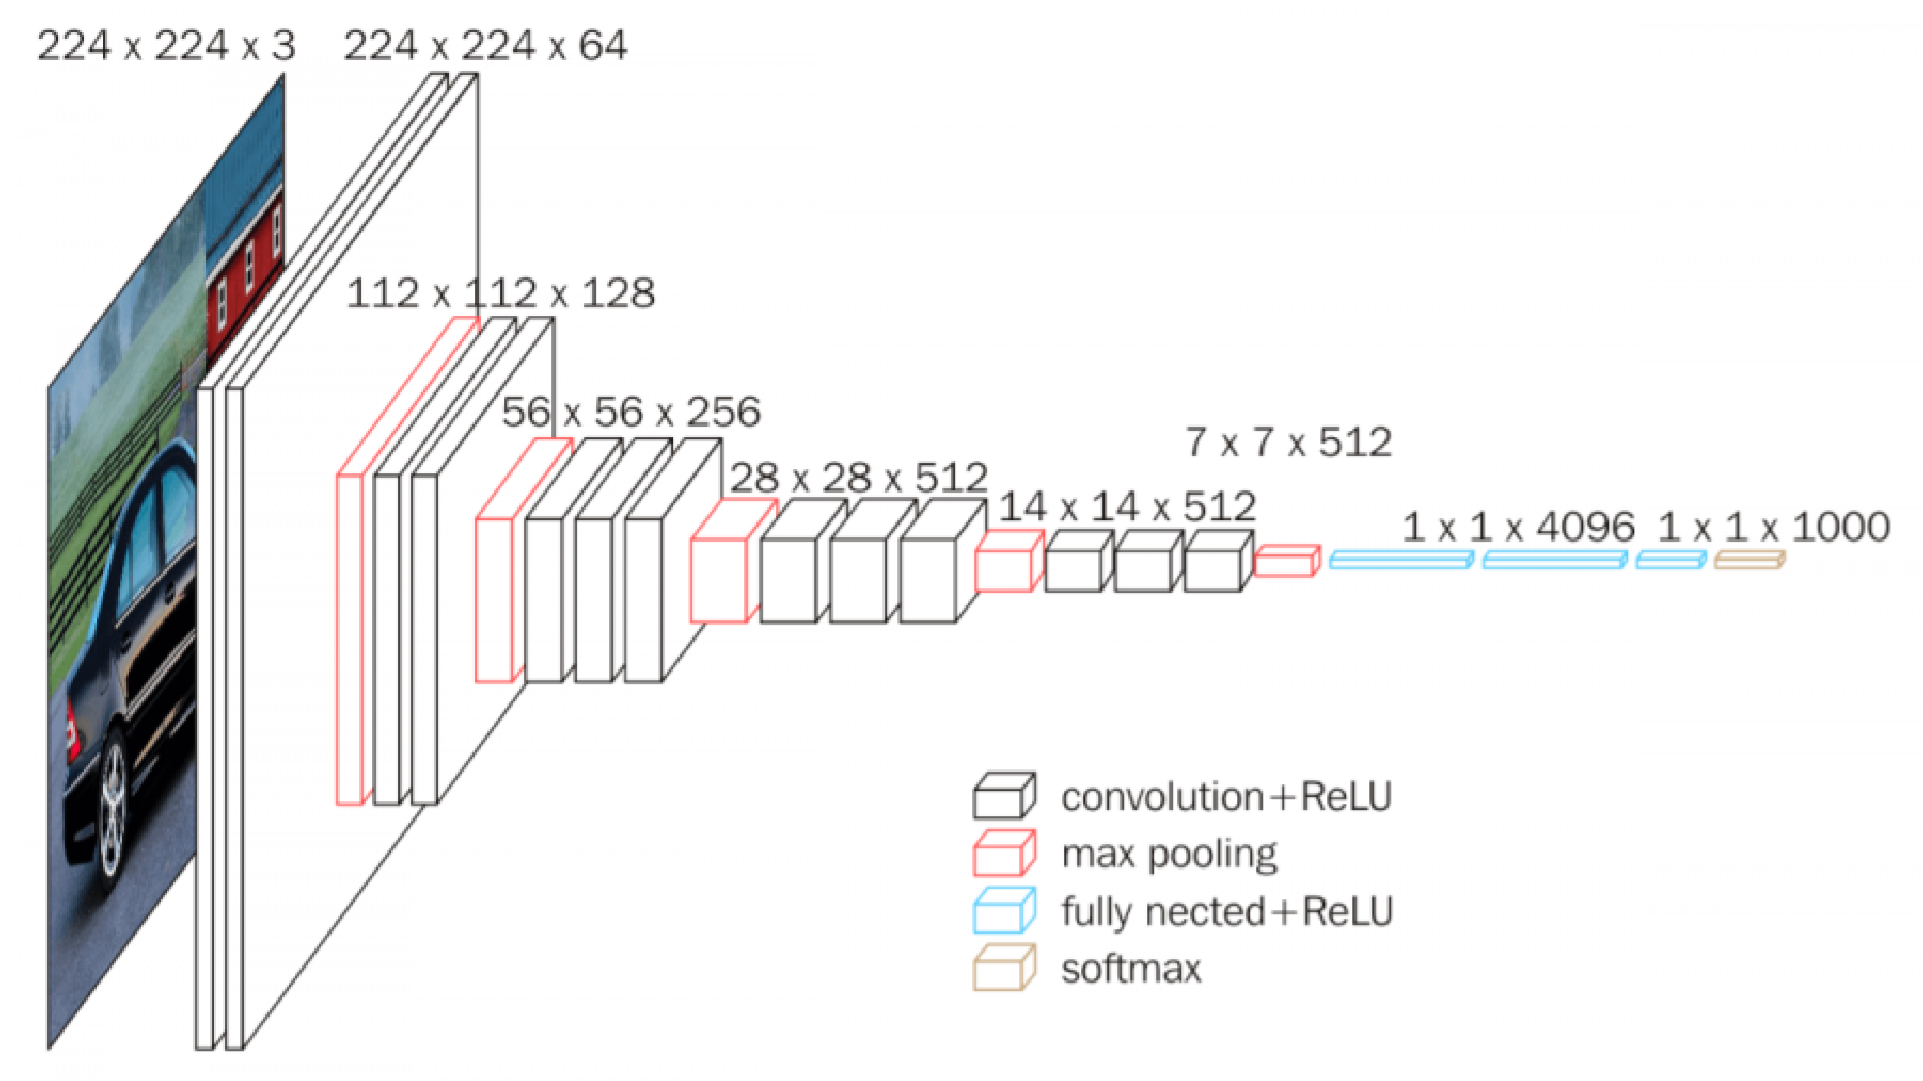 224 x 224 x 3
224 x 224 x 64
112 x 112 x 128
56 x 56 x 256
28 x 28 x 512
14 x 14 x 512
7 x 7 x 512
1 x 1 x 4096
1 x 1 x 1000
convolution+ReLU
max pooling
fully nected+ReLU
softmax